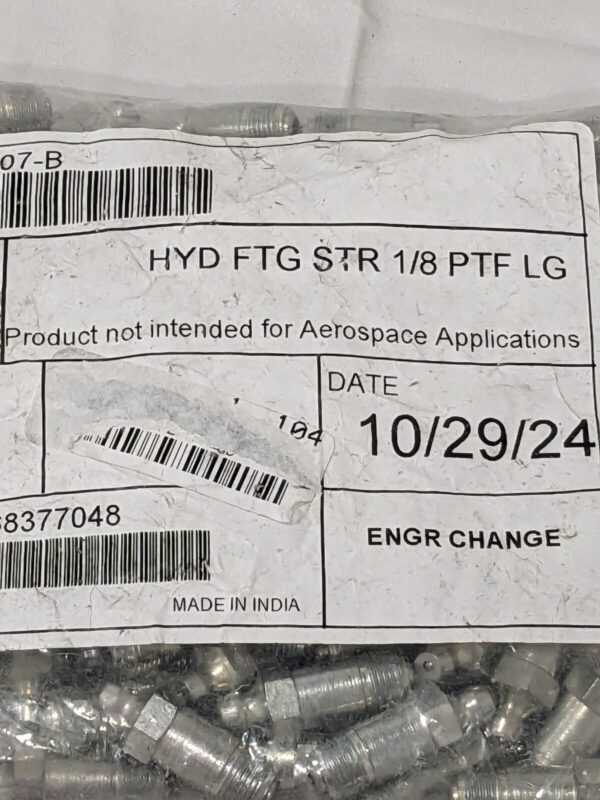 07-B
HYD FTG STR 1/8 PTF LG
Product not intended for Aerospace Applications
DATE
10/29/24
104
8377048
ENGR CHANGE
MADE IN INDIA